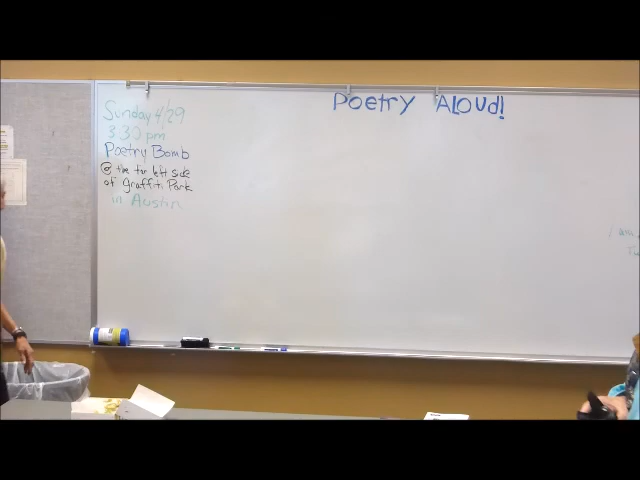 Poetry Aloud!
Sunday 4/29
3:30 pm
Poetry Bomb
@ the far left side
of Graffiti Park
in Austin